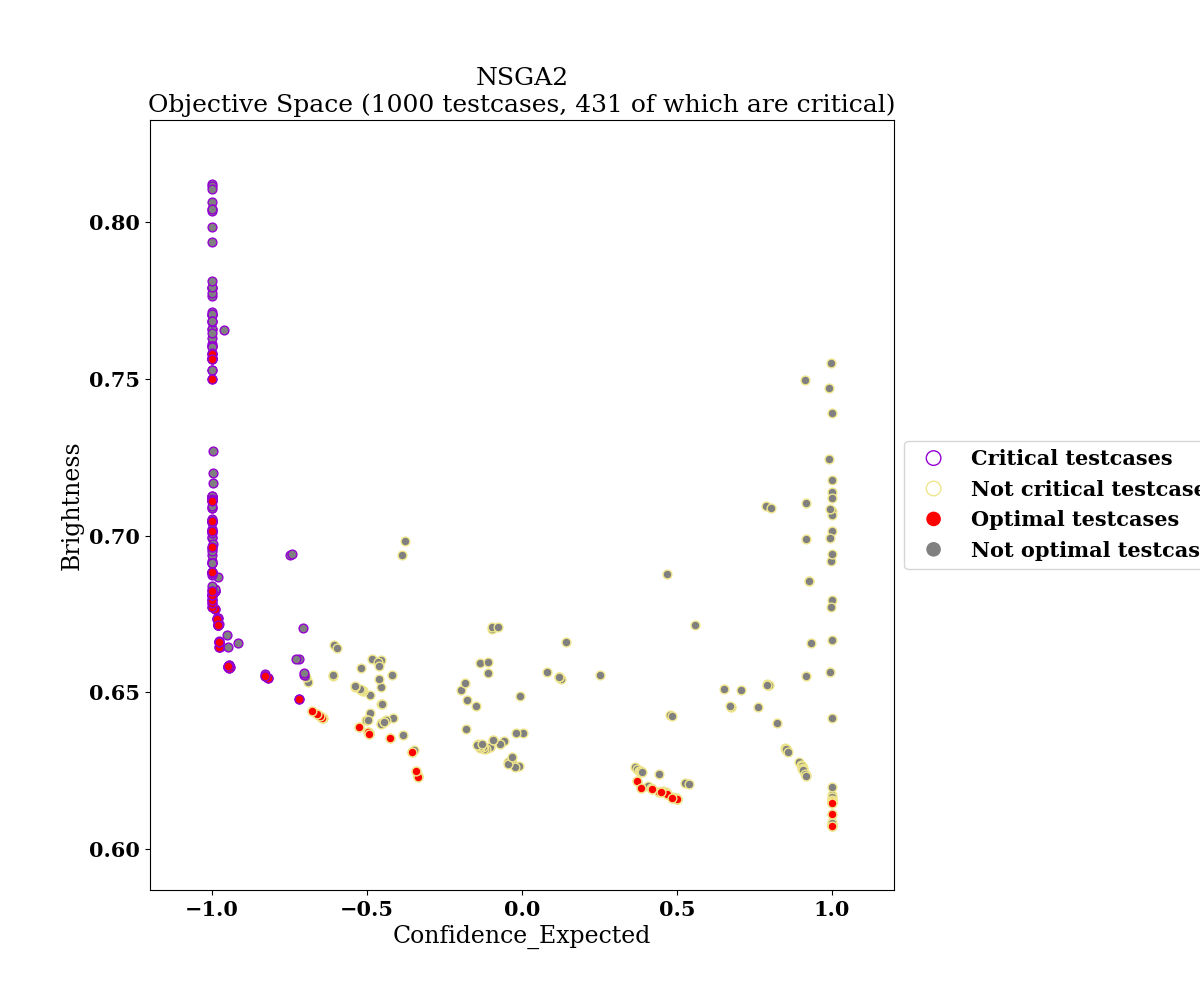 NSGA2
Objective Space (1000 testcases, 431 of which are critical)
0.80
0.75
0.70
0.65
0.60
Brightness
−1.0
−0.5
0.0
0.5
1.0
Confidence_Expected
Critical testcases
Not critical testcase
Optimal testcases
Not optimal testcas